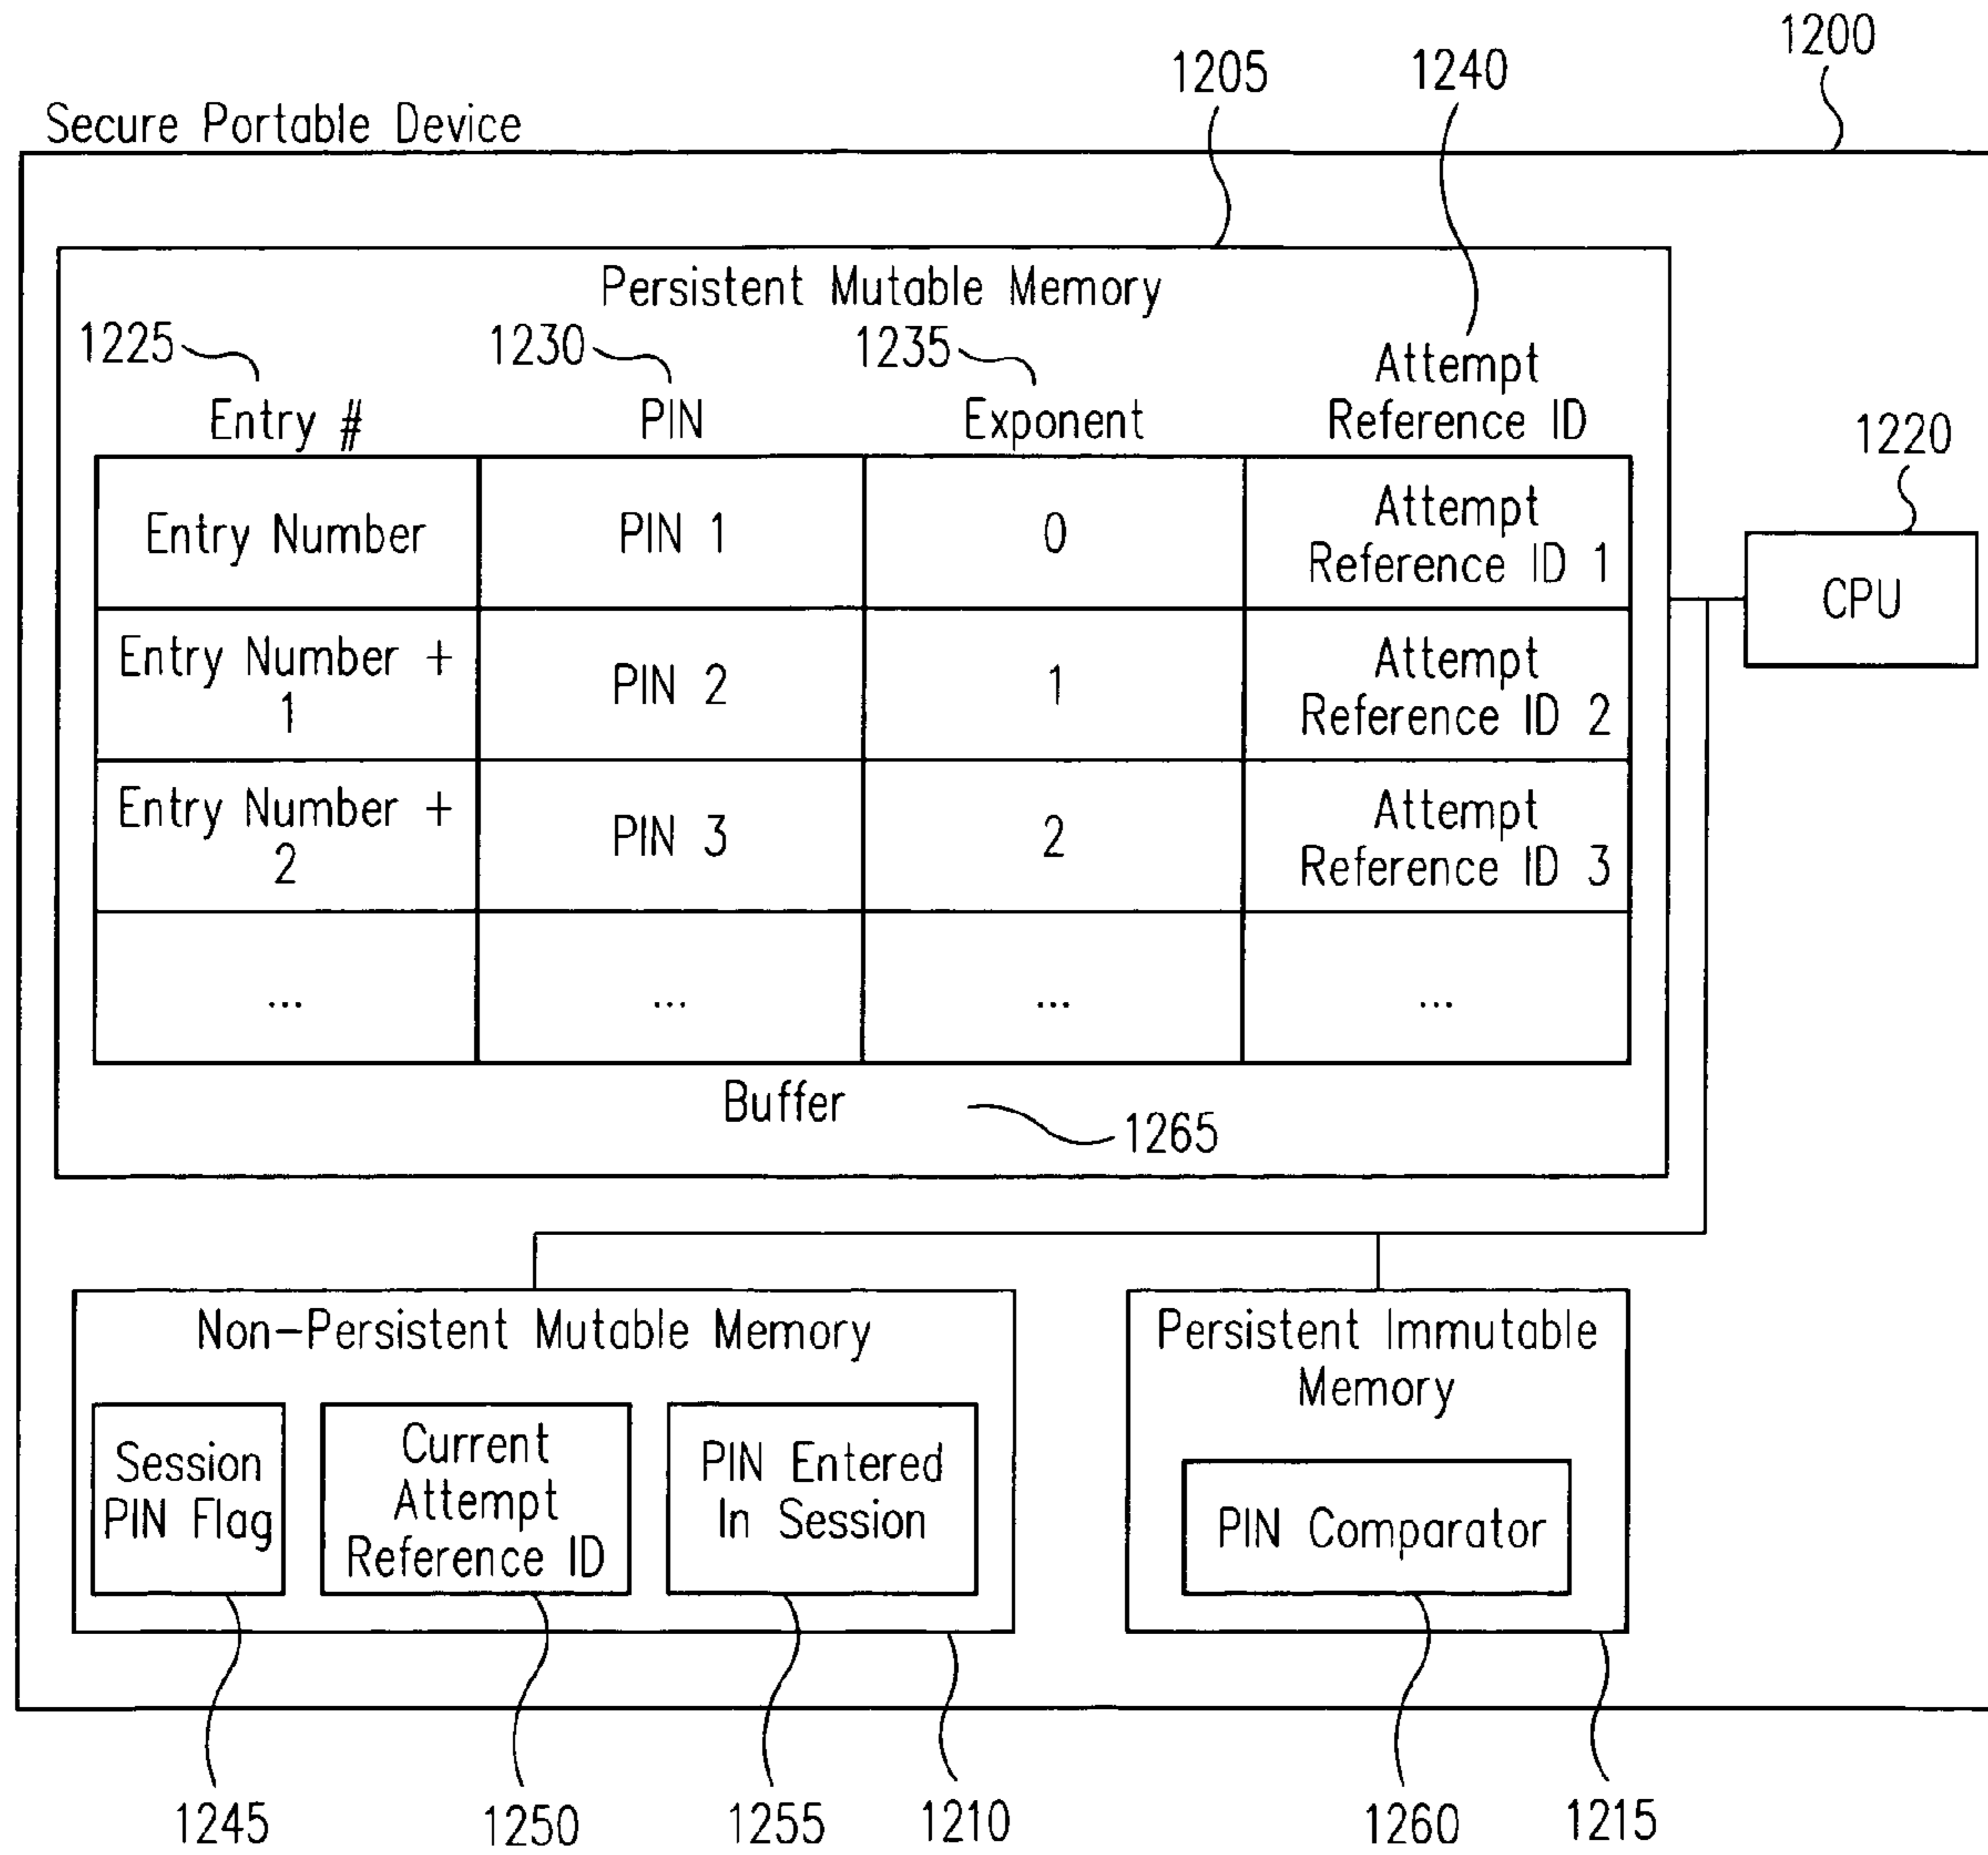 1200
1205
1240
Secure Portable Device
Persistent Mutable Memory
1225
1230
1235
Attempt
Reference ID
Entry #
PIN
Exponent
1220
CPU
Entry Number
PIN 1
0
Attempt
Reference ID 1
Entry Number +
1
PIN 2
1
Attempt
Reference ID 2
Entry Number +
2
PIN 3
2
Attempt
Reference ID 3
...
...
...
...
Buffer
1265
Non-Persistent Mutable Memory
Session
PIN Flag
Current
Attempt
Reference ID
PIN Entered
In Session
Persistent Immutable
Memory
PIN Comparator
1245
1250
1255
1210
1260
1215